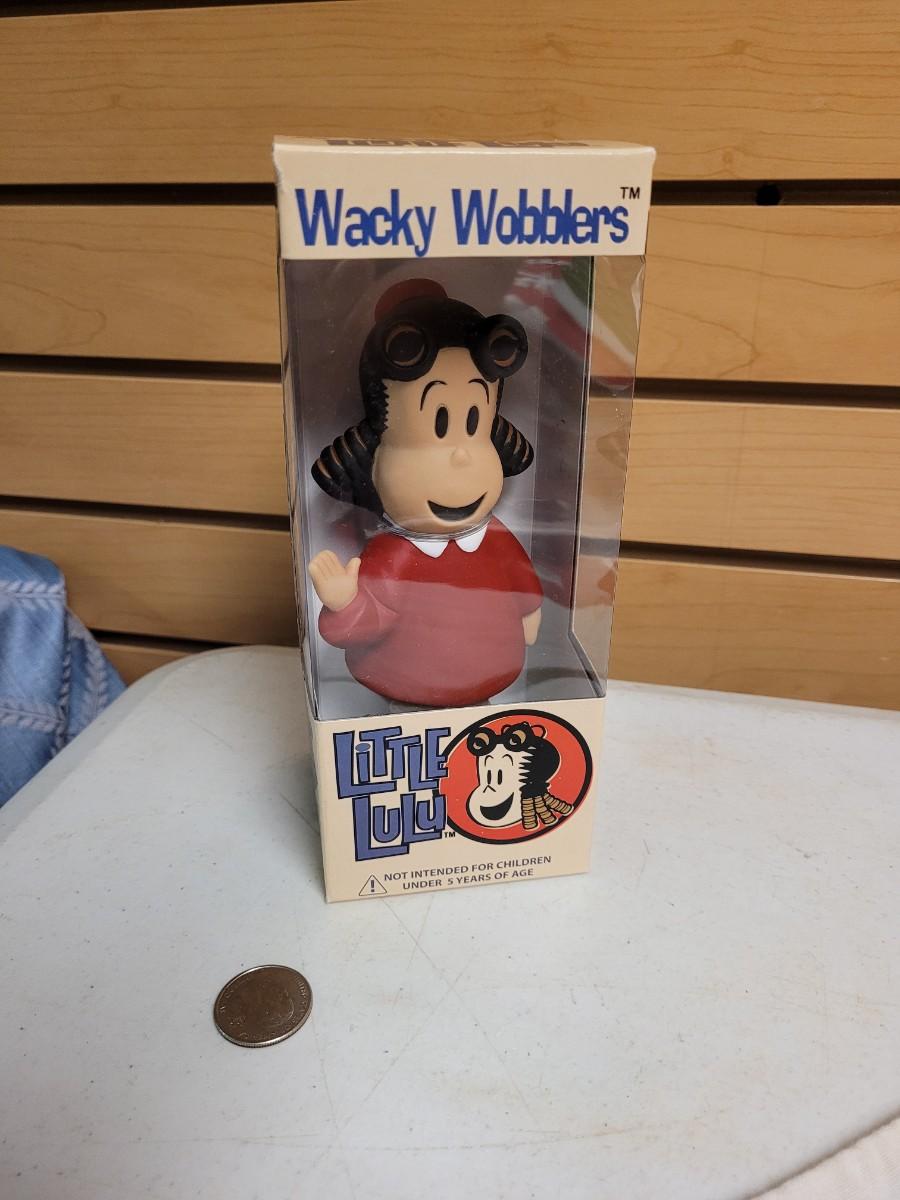 Wacky Wobblers™
LiTTLE
LuLu™
NOT INTENDED FOR CHILDREN
UNDER 5 YEARS OF AGE